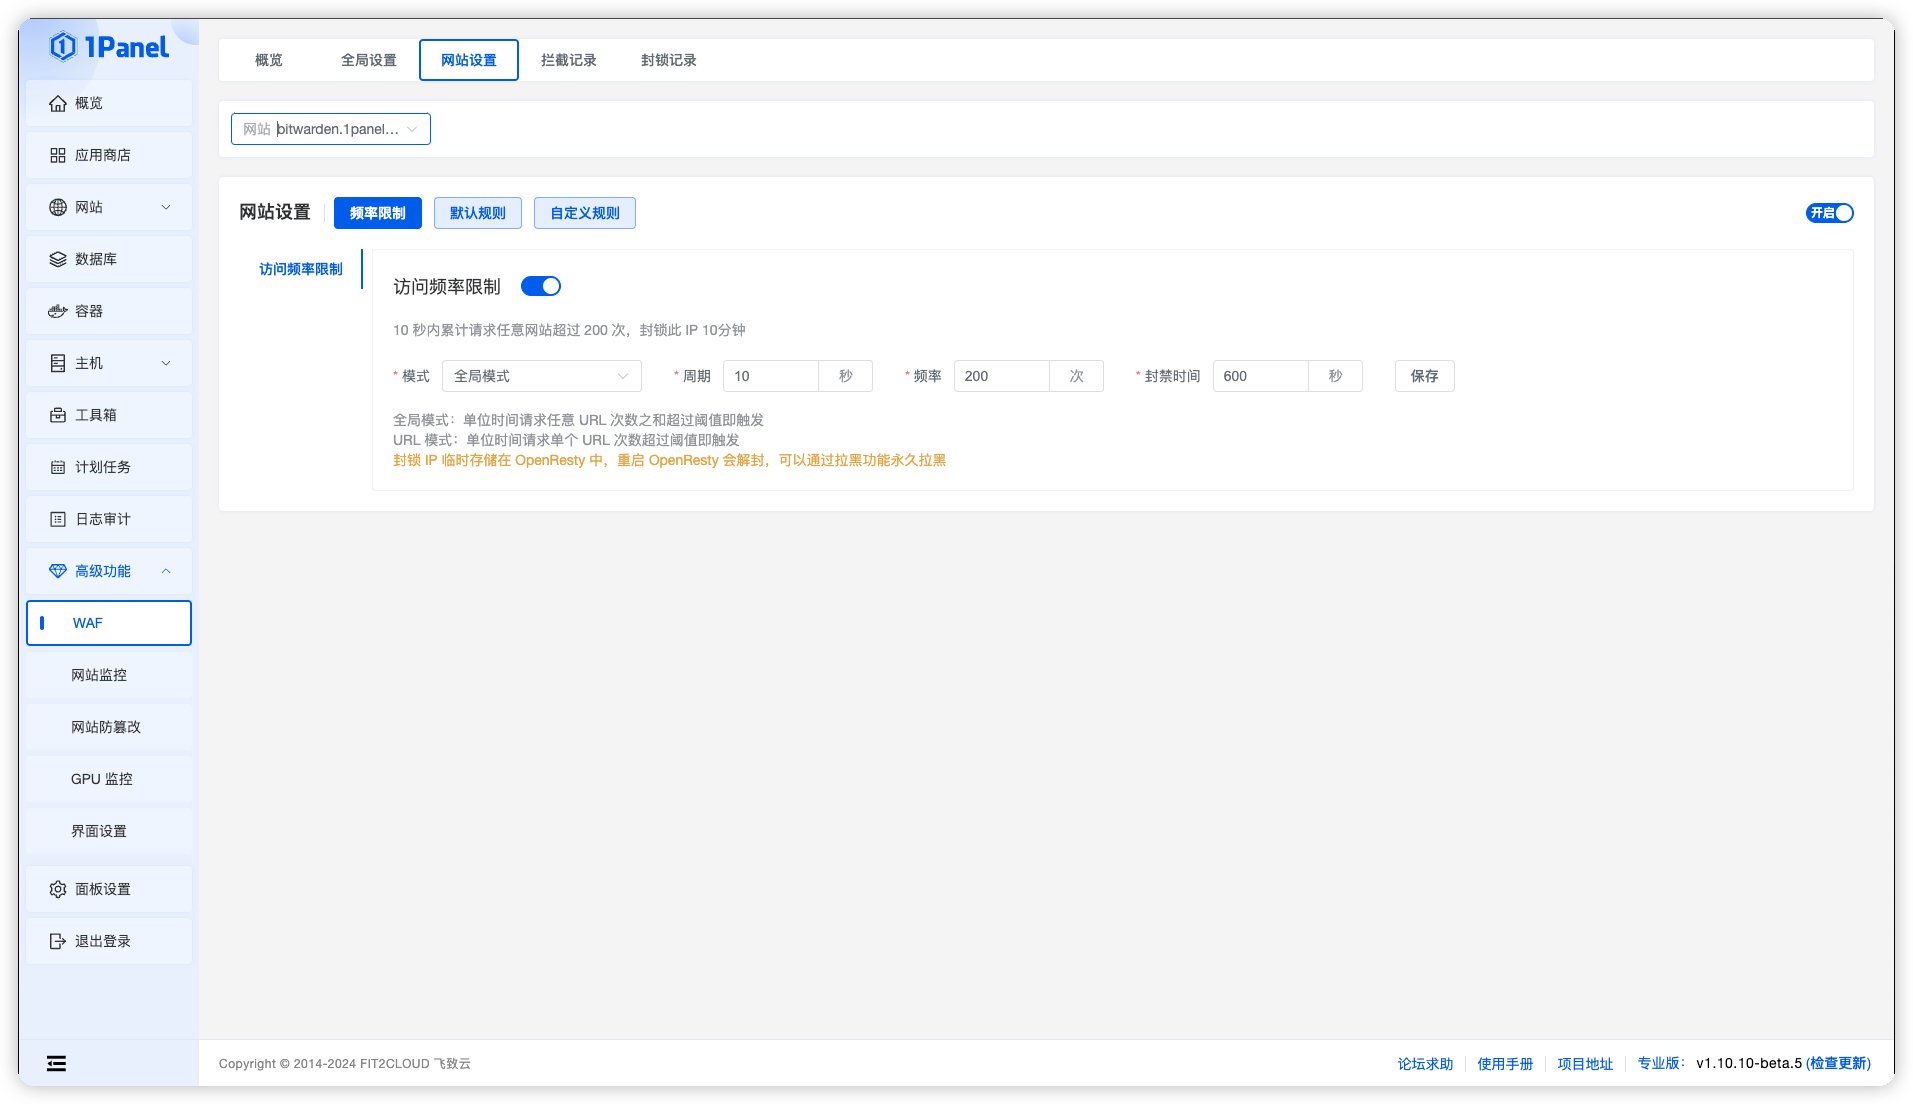 1Panel
概览
应用商店
网站
数据库
容器
主机
工具箱
计划任务
日志审计
高级功能
WAF
网站监控
网站防篡改
GPU 监控
界面设置
面板设置
退出登录
概览 全局设置 网站设置 拦截记录 封锁记录
网站 bitwarden.1panel...
网站设置 频率限制 默认规则 自定义规则 开启
访问频率限制
访问频率限制
10 秒内累计请求任意网站超过 200 次，封锁此 IP 10分钟
* 模式 全局模式 * 周期 10 秒 * 频率 200 次 * 封禁时间 600 秒 保存
全局模式：单位时间请求任意 URL 次数之和超过阈值即触发
URL 模式：单位时间请求单个 URL 次数超过阈值即触发
封锁 IP 临时存储在 OpenResty 中，重启 OpenResty 会解封，可以通过拉黑功能永久拉黑
Copyright © 2014-2024 FIT2CLOUD 飞致云
论坛求助 使用手册 项目地址 专业版： v1.10.10-beta.5 (检查更新)